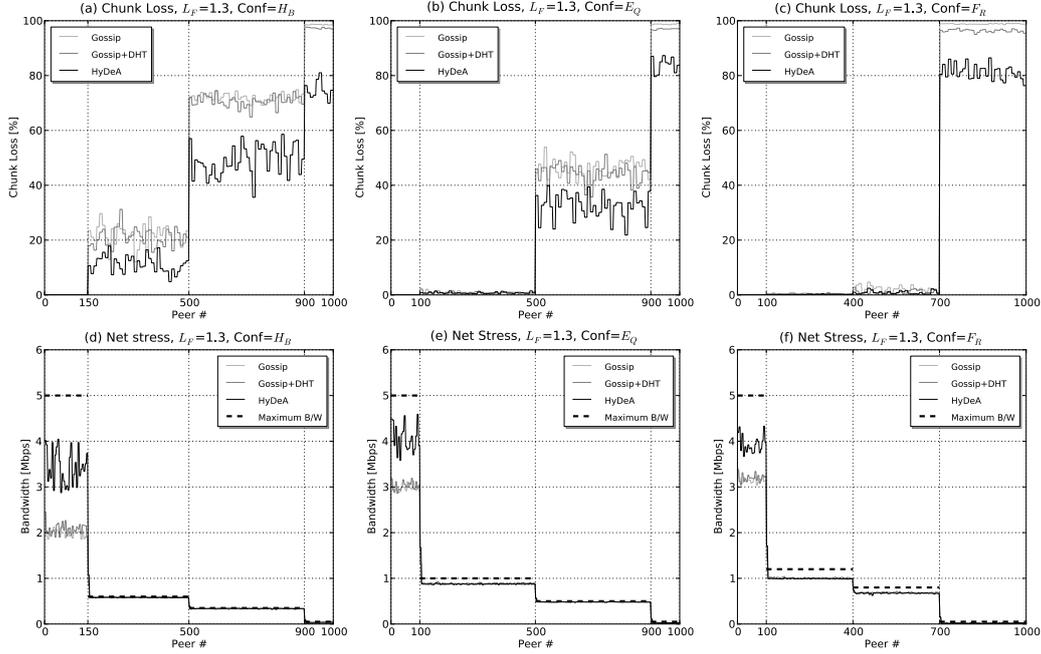 (a) Chunk Loss, L_F=1.3, Conf=H_B
Chunk Loss [%]
100
80
60
40
20
0
Gossip
Gossip+DHT
HyDeA
0 150 500 900 1000
Peer #
(b) Chunk Loss, L_F=1.3, Conf=E_Q
Chunk Loss [%]
100
80
60
40
20
0
Gossip
Gossip+DHT
HyDeA
0 100 500 900 1000
Peer #
(c) Chunk Loss, L_F=1.3, Conf=F_R
Chunk Loss [%]
100
80
60
40
20
0
Gossip
Gossip+DHT
HyDeA
0 100 400 700 1000
Peer #
(d) Net stress, L_F=1.3, Conf=H_B
Bandwidth [Mbps]
6
5
4
3
2
1
0
Gossip
Gossip+DHT
HyDeA
Maximum B/W
0 150 500 900 1000
Peer #
(e) Net Stress, L_F=1.3, Conf=E_Q
Bandwidth [Mbps]
6
5
4
3
2
1
0
Gossip
Gossip+DHT
HyDeA
Maximum B/W
0 100 500 900 1000
Peer #
(f) Net Stress, L_F=1.3, Conf=F_R
Bandwidth [Mbps]
6
5
4
3
2
1
0
Gossip
Gossip+DHT
HyDeA
Maximum B/W
0 100 400 700 1000
Peer #